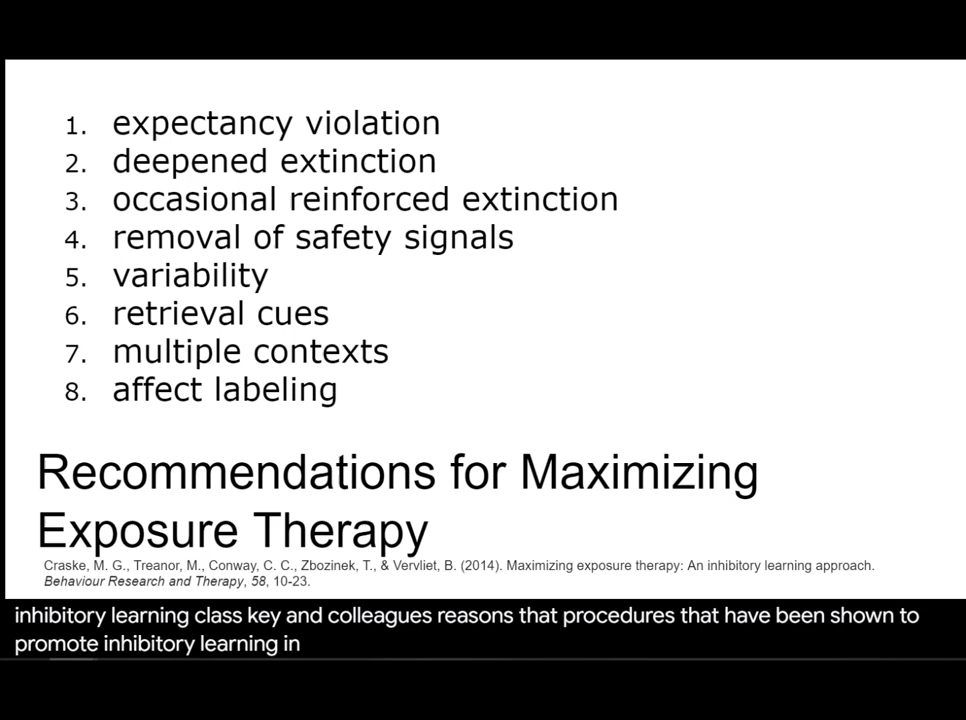 1. expectancy violation
2. deepened extinction
3. occasional reinforced extinction
4. removal of safety signals
5. variability
6. retrieval cues
7. multiple contexts
8. affect labeling
Recommendations for Maximizing
Exposure Therapy
Craske, M. G., Treanor, M., Conway, C. C., Zbozinek, T., & Vervliet, B. (2014). Maximizing exposure therapy: An inhibitory learning approach.
Behaviour Research and Therapy, 58, 10-23.
inhibitory learning class key and colleagues reasons that procedures that have been shown to
promote inhibitory learning in